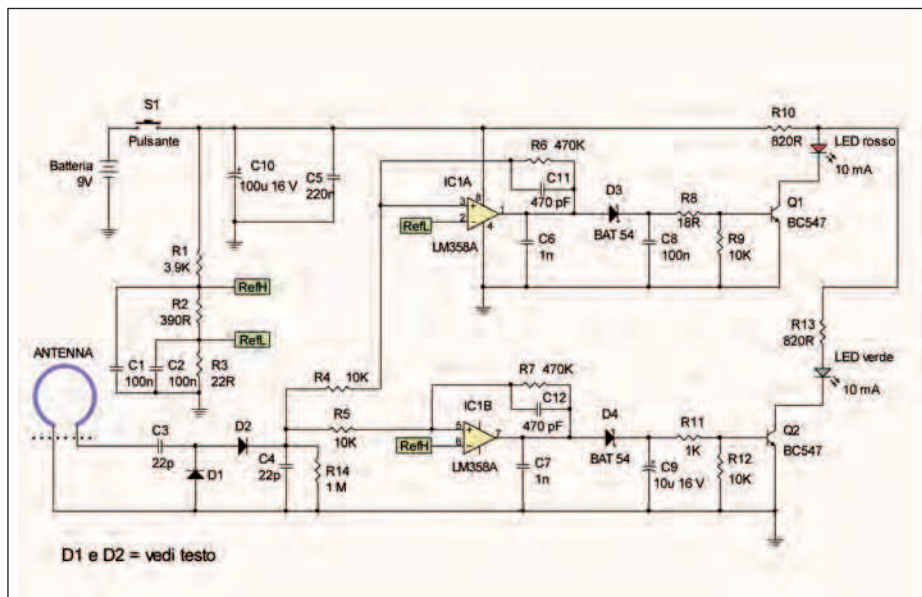 S1
Pulsante
Batteria
9V
C10
100u 16 V
C5
220n
R1
3.9K
RefH
R2
390R
RefL
C1
100n
C2
100n
R3
22R
ANTENNA
C3
22p
D1
D2
C4
22p
R14
1 M
R4 10K
R5
10K
R6 470K
C11
470 pF
IC1A
3
2
8
1
4
+
-
RefL
LM358A
C6
1n
D3
BAT 54
C8
100n
R8
18R
R9
10K
Q1
BC547
R10
820R
LED rosso
10 mA
R7 470K
C12
470 pF
IC1B
5
6
7
+
-
RefH
LM358A
C7
1n
D4
BAT 54
C9
10u 16 V
R11
1K
R12
10K
Q2
BC547
R13
820R
LED verde
10 mA
D1 e D2 = vedi testo